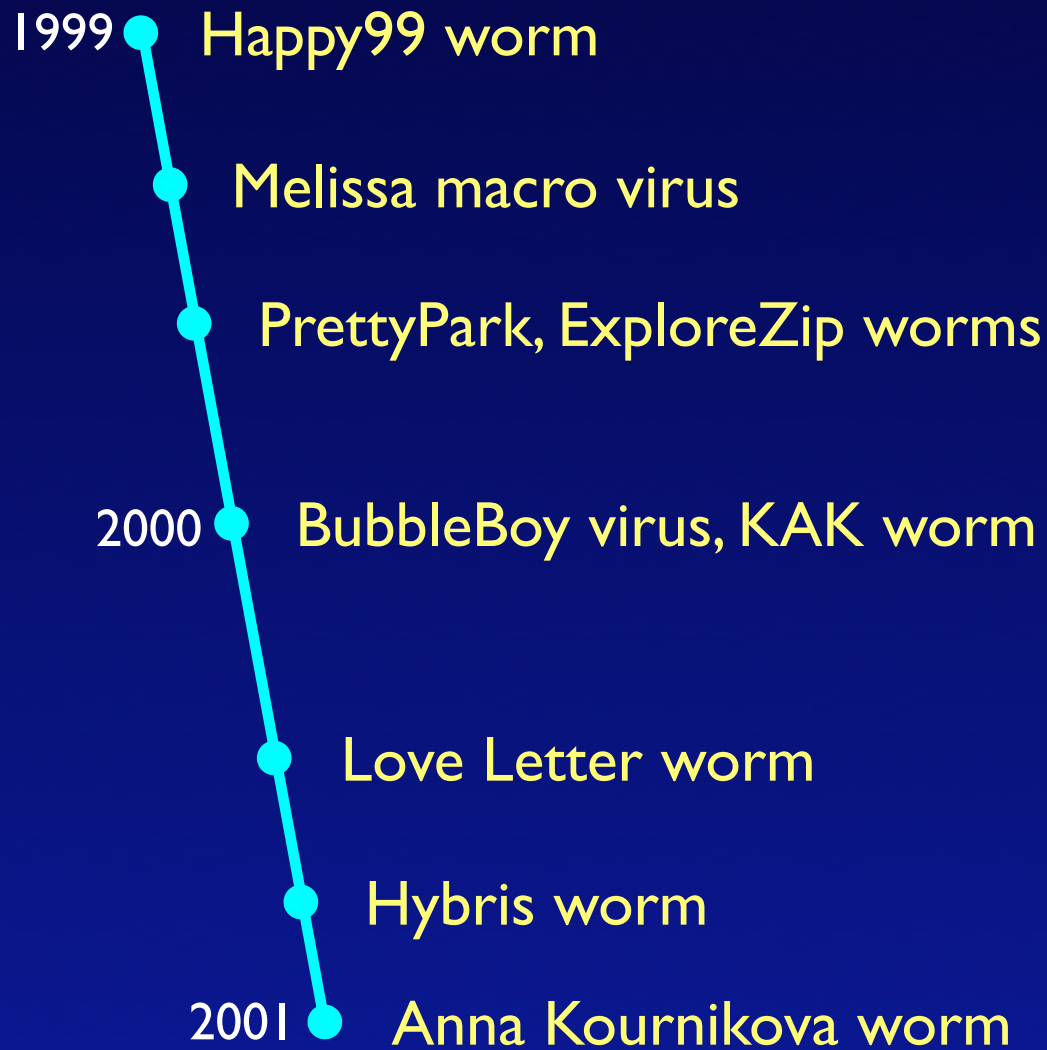 1999 Happy99 worm
Melissa macro virus
PrettyPark, ExploreZip worms
2000 BubbleBoy virus, KAK worm
Love Letter worm
Hybris worm
2001 Anna Kournikova worm